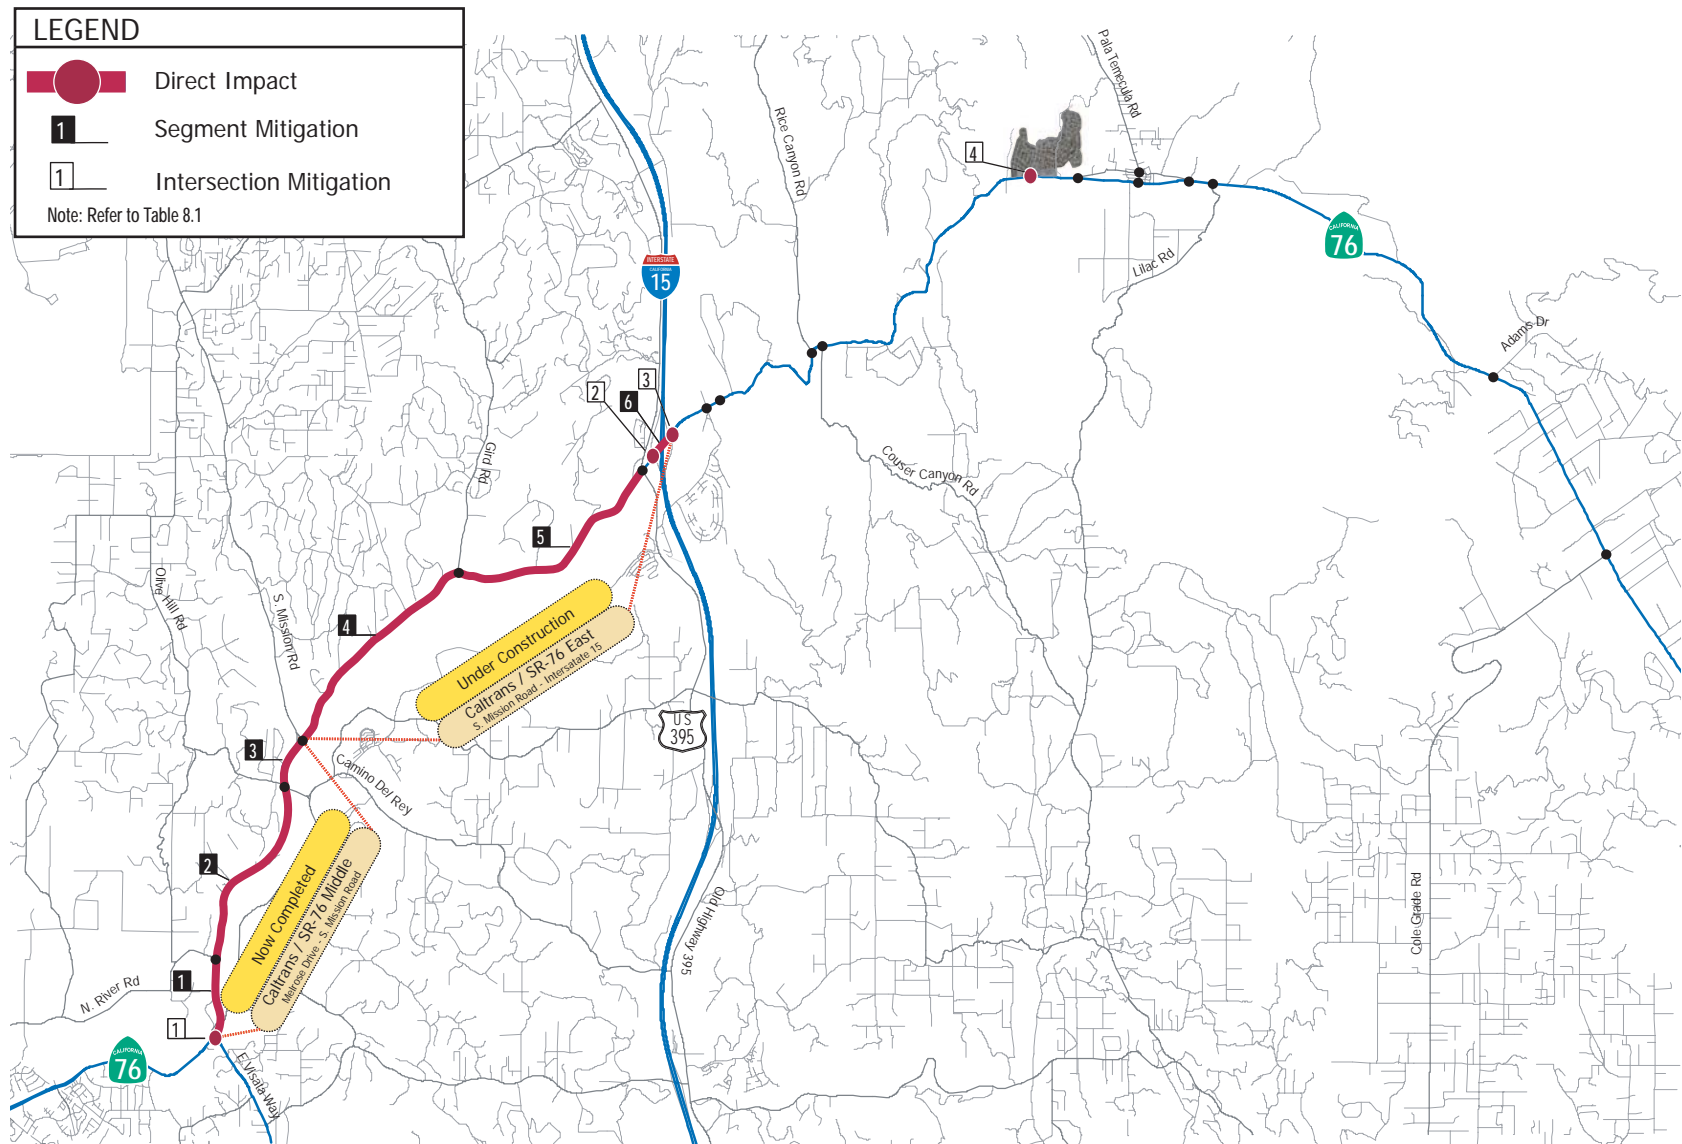 LEGEND
Direct Impact
1
Segment Mitigation
1
Intersection Mitigation
Note: Refer to Table 8.1
Pala Temecula Rd
Rice Canyon Rd
4
CALIFORNIA
76
Lilac Rd
INTERSTATE
CALIFORNIA
15
Adams Dr
3
2
6
Gird Rd
Couser Canyon Rd
5
Olive Hill Rd
S. Mission Rd
4
Under Construction
Caltrans / SR-76 East
S. Mission Road - Intersatate 15
US
395
3
Camino Del Rey
2
Now Completed
Caltrans / SR-76 Middle
Melrose Drive - S. Mission Road
Old Highway 395
Cole Grade Rd
1
N. River Rd
1
CALIFORNIA
76
E.Visata Way